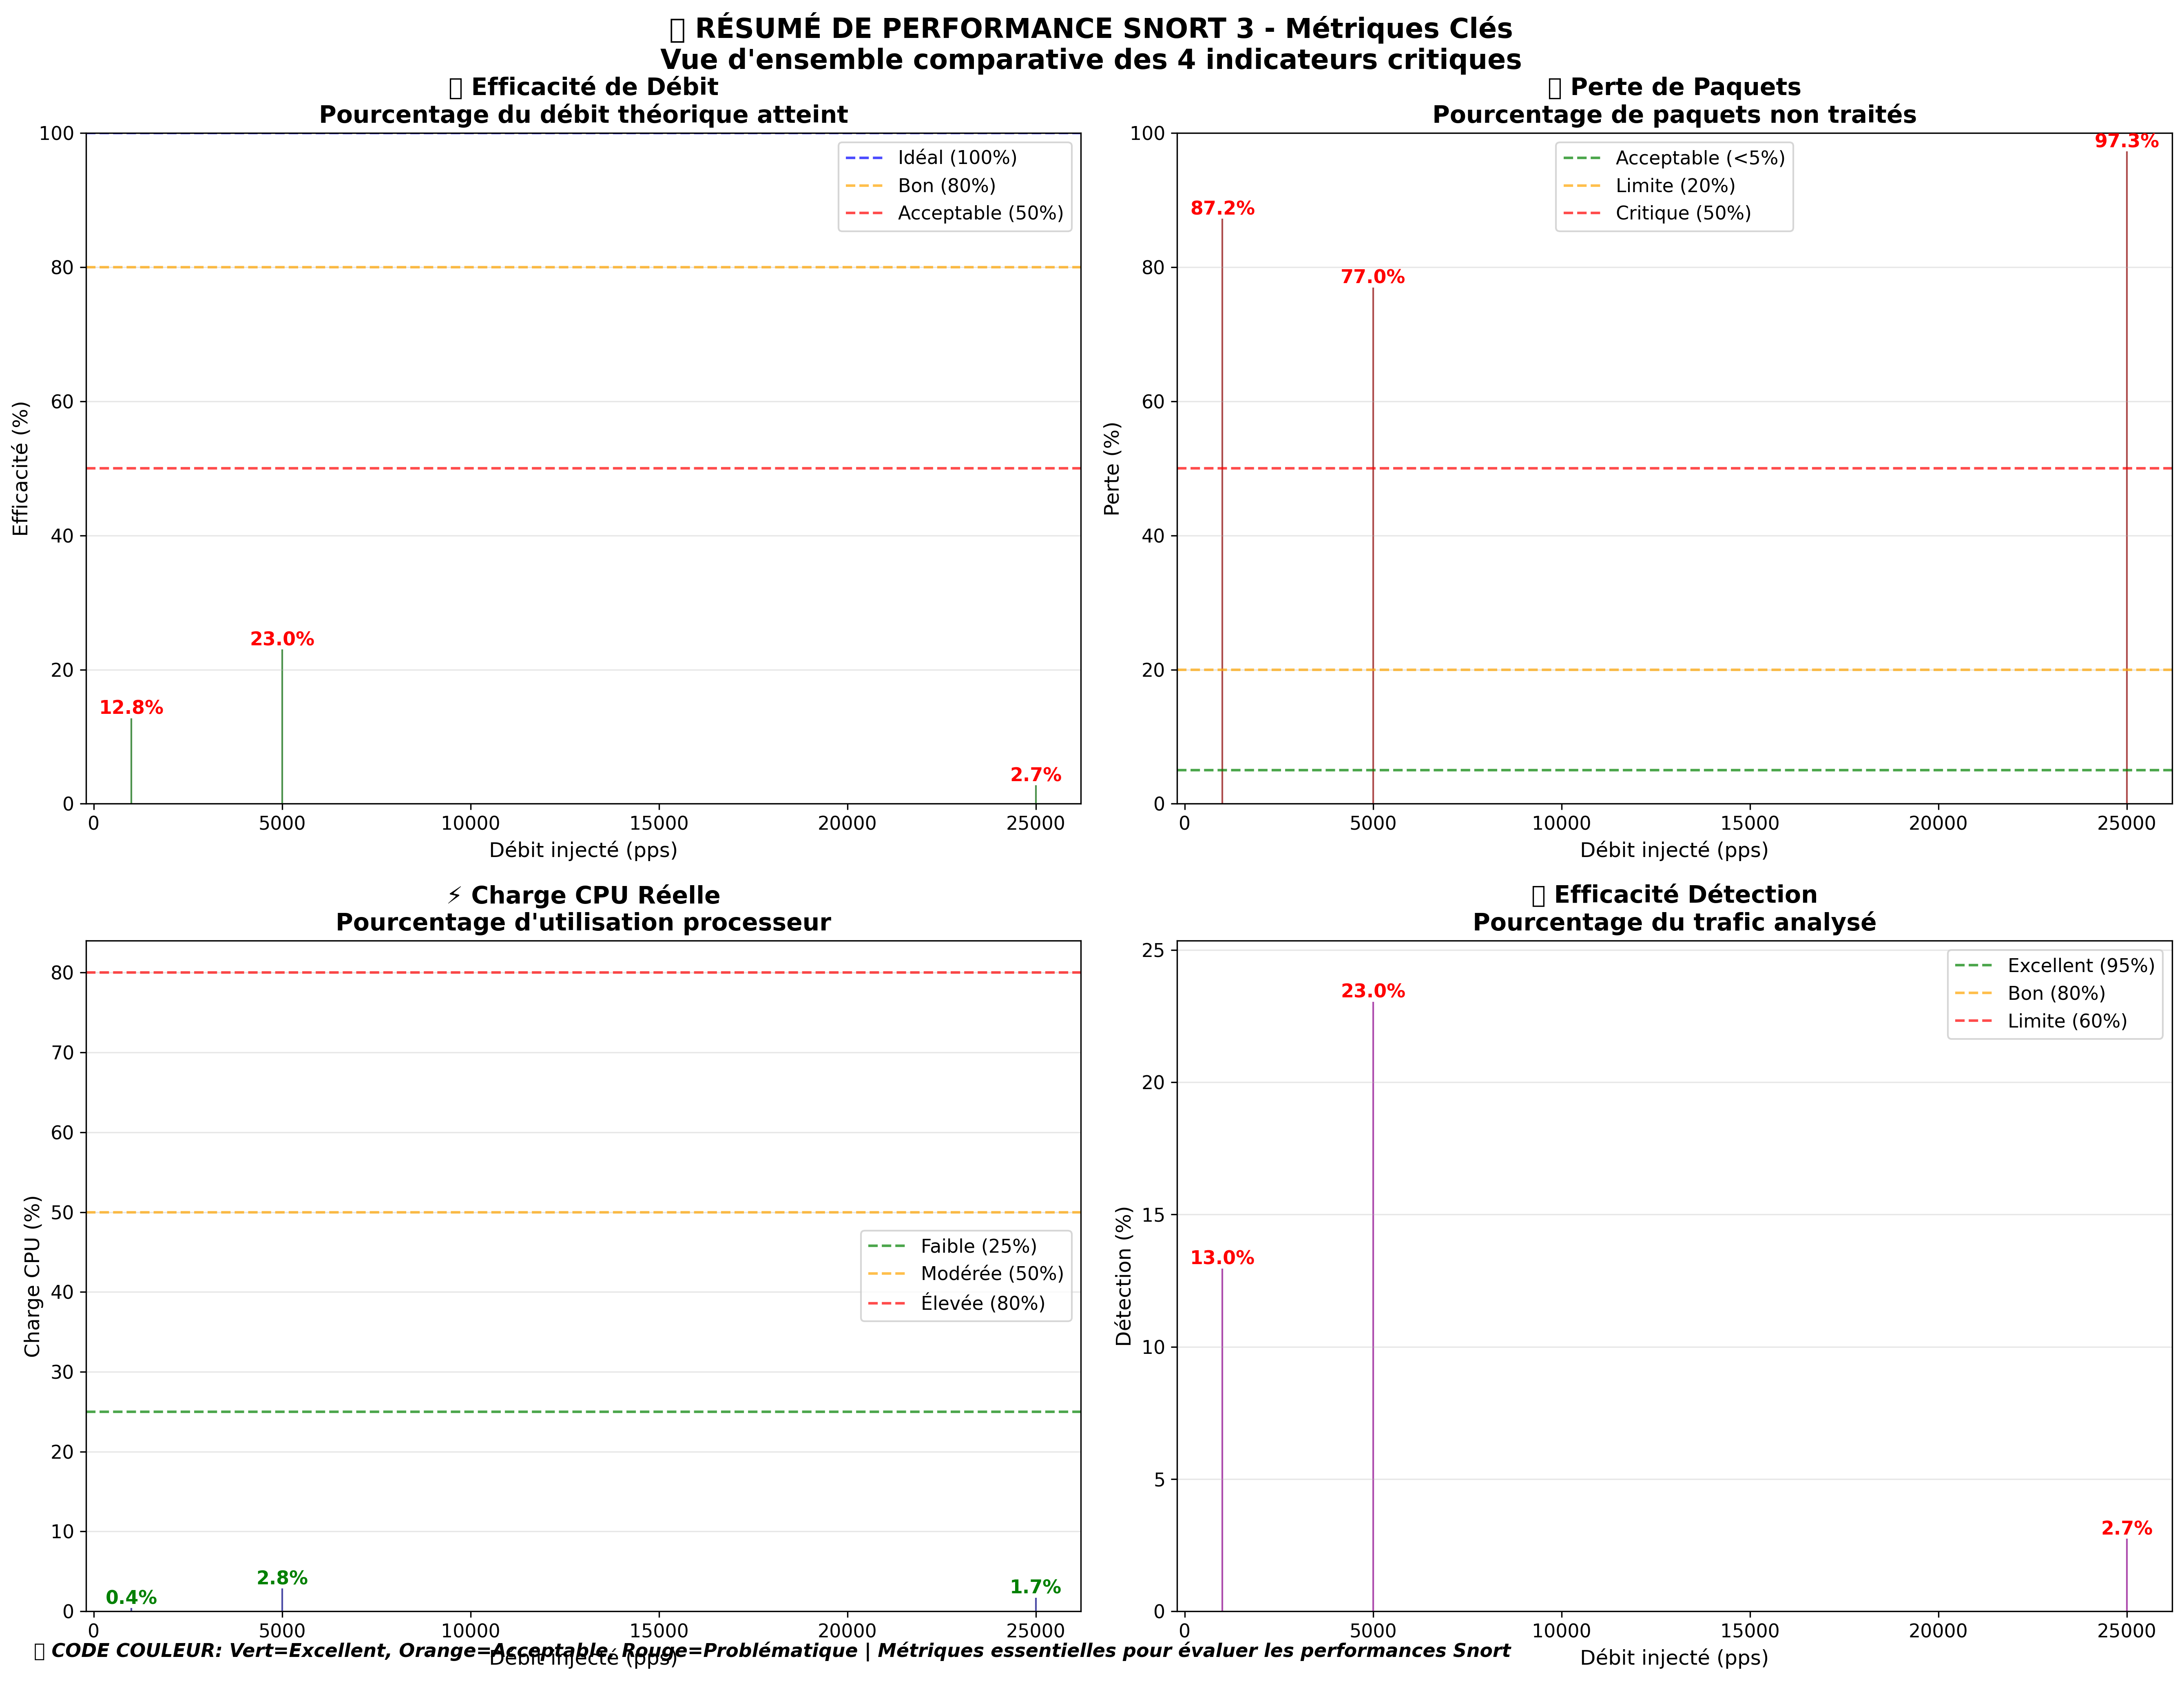 RÉSUMÉ DE PERFORMANCE SNORT 3 - Métriques Clés
Vue d'ensemble comparative des 4 indicateurs critiques
Efficacité de Débit
Pourcentage du débit théorique atteint
Efficacité (%)
100
80
60
40
20
0
Idéal (100%)
Bon (80%)
Acceptable (50%)
12.8%
23.0%
2.7%
0 5000 10000 15000 20000 25000
Débit injecté (pps)
Perte de Paquets
Pourcentage de paquets non traités
Perte (%)
100
80
60
40
20
0
Acceptable (<5%)
Limite (20%)
Critique (50%)
87.2%
77.0%
97.3%
0 5000 10000 15000 20000 25000
Débit injecté (pps)
⚡ Charge CPU Réelle
Pourcentage d'utilisation processeur
Charge CPU (%)
80
70
60
50
40
30
20
10
0
Faible (25%)
Modérée (50%)
Élevée (80%)
0.4%
2.8%
1.7%
0 5000 10000 15000 20000 25000
Débit injecté (pps)
Efficacité Détection
Pourcentage du trafic analysé
Détection (%)
25
20
15
10
5
0
Excellent (95%)
Bon (80%)
Limite (60%)
13.0%
23.0%
2.7%
0 5000 10000 15000 20000 25000
Débit injecté (pps)
CODE COULEUR: Vert=Excellent, Orange=Acceptable, Rouge=Problématique | Métriques essentielles pour évaluer les performances Snort